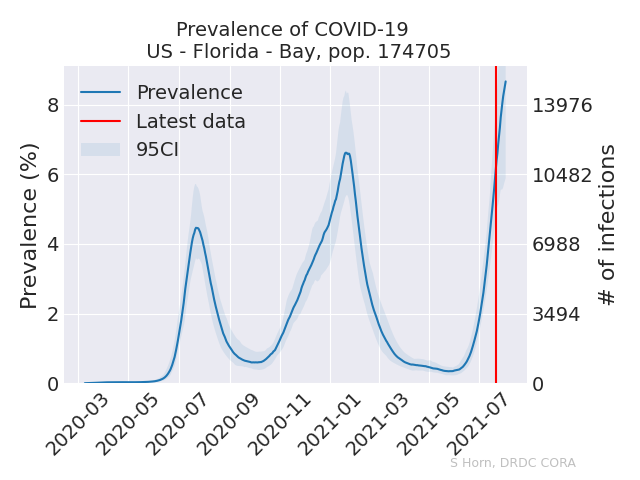 Prevalence of COVID-19
US - Florida - Bay, pop. 174705
Prevalence
Latest data
95CI
Prevalence (%)
8
6
4
2
0
13976
10482
6988
3494
0
# of infections
2020-03
2020-05
2020-07
2020-09
2020-11
2021-01
2021-03
2021-05
2021-07
S Horn, DRDC CORA